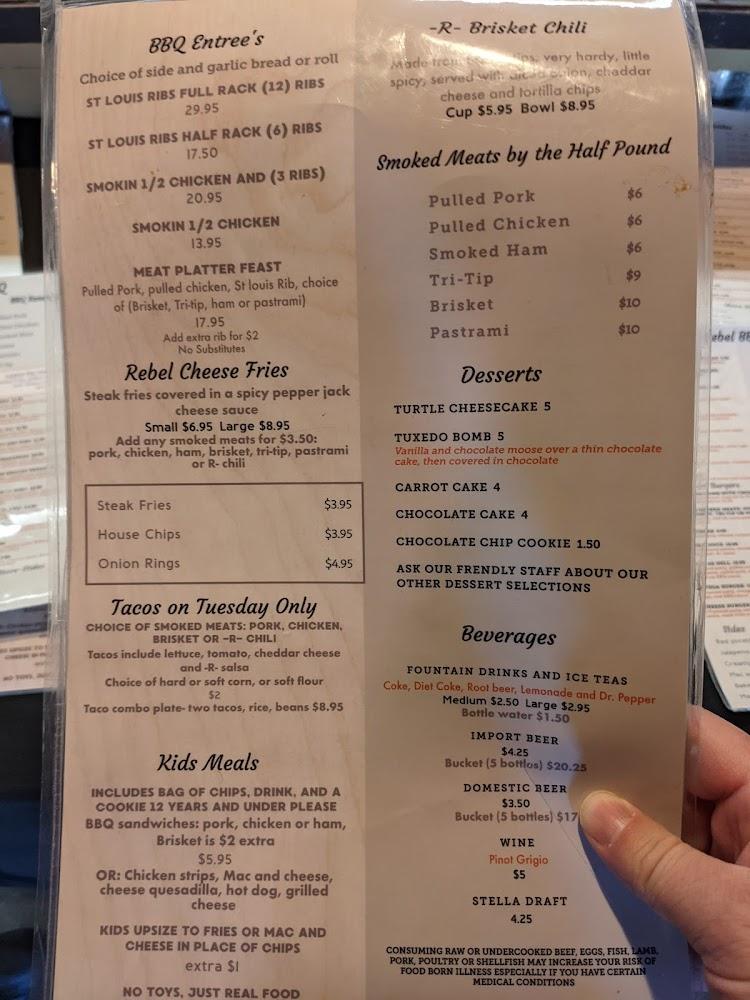 BBQ Entree's
Choice of side and garlic bread or roll
ST LOUIS RIBS FULL RACK (12) RIBS
29.95
ST LOUIS RIBS HALF RACK (6) RIBS
17.50
SMOKIN 1/2 CHICKEN AND (3 RIBS)
20.95
SMOKIN 1/2 CHICKEN
13.95
MEAT PLATTER FEAST
Pulled Pork, pulled chicken, St louis Rib, choice
of (Brisket, Tri-tip, ham or pastrami)
17.95
Add extra rib for $2
No Substitutes
Rebel Cheese Fries
Steak fries covered in a spicy pepper jack
cheese sauce
Small $6.95 Large $8.95
Add any smoked meats for $3.50:
pork, chicken, ham, brisket, tri-tip, pastrami
or R- chili
Steak Fries $3.95
House Chips $3.95
Onion Rings $4.95
Tacos on Tuesday Only
CHOICE OF SMOKED MEATS: PORK, CHICKEN,
BRISKET OR -R- CHILI
Tacos include lettuce, tomato, cheddar cheese
and -R- salsa
Choice of hard or soft corn, or soft flour
$2
Taco combo plate- two tacos, rice, beans $8.95
Kids Meals
INCLUDES BAG OF CHIPS, DRINK, AND A
COOKIE 12 YEARS AND UNDER PLEASE
BBQ sandwiches: pork, chicken or ham,
Brisket is $2 extra
$5.95
OR: Chicken strips, Mac and cheese,
cheese quesadilla, hot dog, grilled
cheese
KIDS UPSIZE TO FRIES OR MAC AND
CHEESE IN PLACE OF CHIPS
extra $1
NO TOYS, JUST REAL FOOD
-R- Brisket Chili
Made from tips, very hardy, little
spicy, served with diced onion, cheddar
cheese and tortilla chips
Cup $5.95 Bowl $8.95
Smoked Meats by the Half Pound
Pulled Pork $6
Pulled Chicken $6
Smoked Ham $6
Tri-Tip $9
Brisket $10
Pastrami $10
Desserts
TURTLE CHEESECAKE 5
TUXEDO BOMB 5
Vanilla and chocolate moose over a thin chocolate
cake, then covered in chocolate
CARROT CAKE 4
CHOCOLATE CAKE 4
CHOCOLATE CHIP COOKIE 1.50
ASK OUR FRENDLY STAFF ABOUT OUR
OTHER DESSERT SELECTIONS
Beverages
FOUNTAIN DRINKS AND ICE TEAS
Coke, Diet Coke, Root beer, Lemonade and Dr. Pepper
Medium $2.50 Large $2.95
Bottle water $1.50
IMPORT BEER
$4.25
Bucket (5 bottles) $20.25
DOMESTIC BEER
$3.50
Bucket (5 bottles) $17
WINE
Pinot Grigio
$5
STELLA DRAFT
4.25
CONSUMING RAW OR UNDERCOOKED BEEF, EGGS, FISH, LAMB,
PORK, POULTRY OR SHELLFISH MAY INCREASE YOUR RISK OF
FOOD BORN ILLNESS ESPECIALLY IF YOU HAVE CERTAIN
MEDICAL CONDITIONS